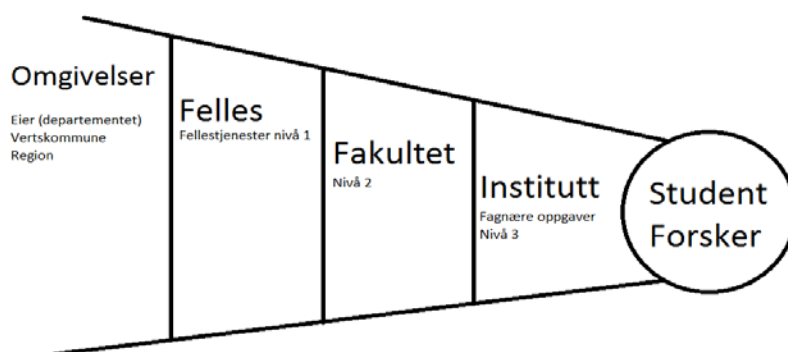 Omgivelser
Eier (departementet)
Vertskommune
Region
Felles
Fellestjenester nivå 1
Fakultet
Nivå 2
Institutt
Fagnære oppgaver
Nivå 3
Student
Forsker